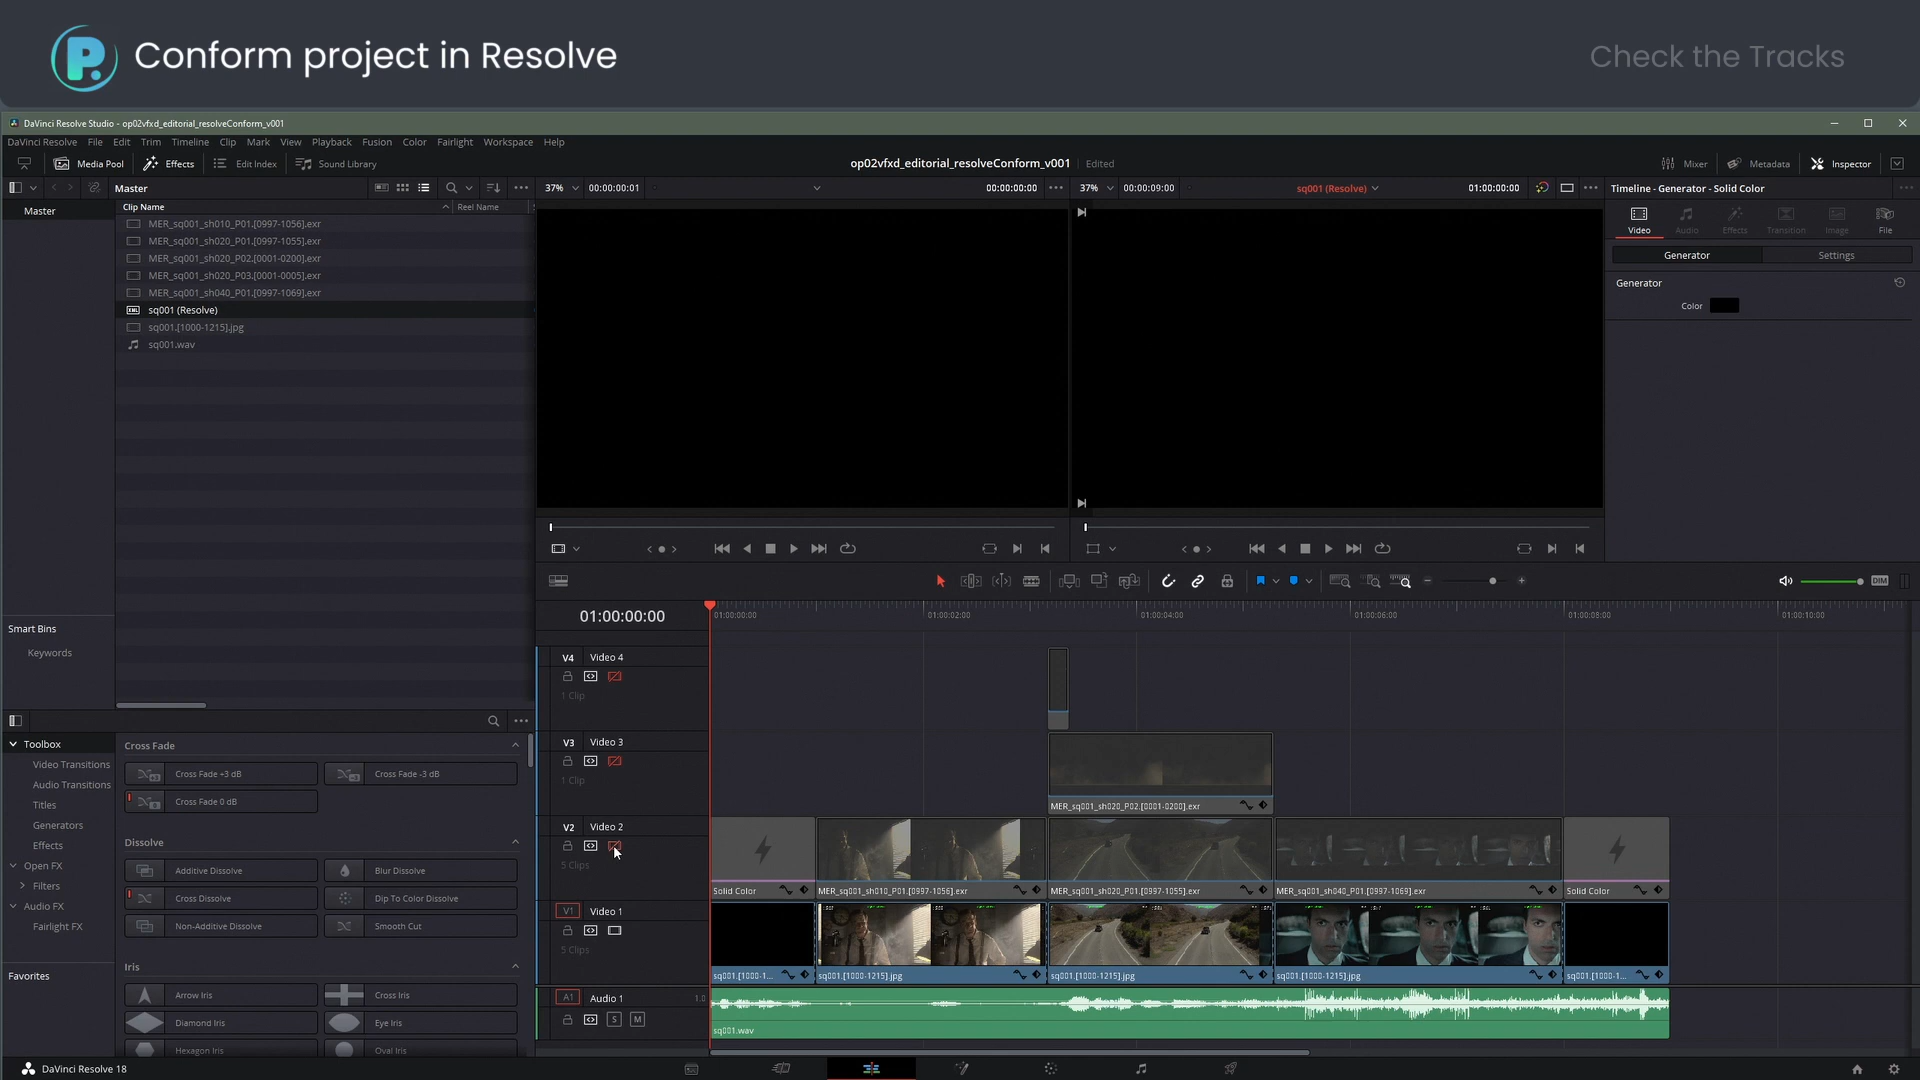 P. Conform project in Resolve
Check the Tracks
DaVinci Resolve Studio - op02vfxd_editorial_resolveConform_v001
DaVinci Resolve File Edit Trim Timeline Clip Mark View Playback Fusion Color Fairlight Workspace Help
Media Pool Effects Edit Index Sound Library op02vfxd_editorial_resolveConform_v001 Edited Mixer Metadata Inspector
Master 37% 00:00:00:01 00:00:00:00 37% 00:00:09:00 sq001 (Resolve) 01:00:00:00 Timeline - Generator - Solid Color
Master
Clip Name Reel Name
MER_sq001_sh010_P01.[0997-1056].exr
MER_sq001_sh020_P01.[0997-1055].exr
MER_sq001_sh020_P02.[0001-0200].exr
MER_sq001_sh020_P03.[0001-0005].exr
MER_sq001_sh040_P01.[0997-1069].exr
XML sq001 (Resolve)
sq001.[1000-1215].jpg
sq001.wav
Video Audio Effects Transition Image File
Generator Settings
Generator
Color
Smart Bins
Keywords
Toolbox
Video Transitions
Audio Transitions
Titles
Generators
Effects
Open FX
Filters
Audio FX
Fairlight FX
Favorites
Cross Fade
Cross Fade +3 dB Cross Fade -3 dB
Cross Fade 0 dB
Dissolve
Additive Dissolve Blur Dissolve
Cross Dissolve Dip To Color Dissolve
Non-Additive Dissolve Smooth Cut
Iris
Arrow Iris Cross Iris
Diamond Iris Eye Iris
Hexagon Iris Oval Iris
DIM
01:00:00:00 01:00:00:00 01:00:02:00 01:00:04:00 01:00:06:00 01:00:08:00 01:00:10:00
V4 Video 4
1 Clip
V3 Video 3
1 Clip
MER_sq001_sh020_P02.[0001-0200].exr
V2 Video 2
5 Clips
Solid Color MER_sq001_sh010_P01.[0997-1056].exr MER_sq001_sh020_P01.[0997-1055].exr MER_sq001_sh040_P01.[0997-1069].exr Solid Color
V1 Video 1
5 Clips
sq001.[1000-1... sq001.[1000-1215].jpg sq001.[1000-1215].jpg sq001.[1000-1215].jpg sq001.[1000-1...
A1 Audio 1 1.0
S M
sq001.wav
DaVinci Resolve 18